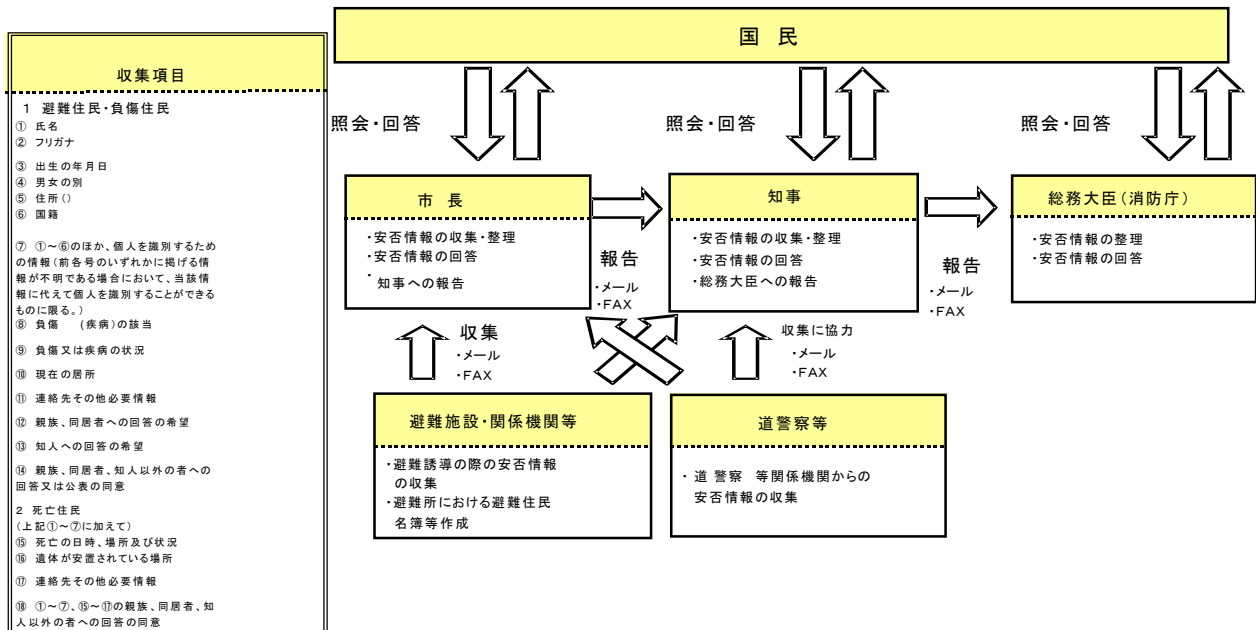 収集項目
1 避難住民・負傷住民
① 氏名
② フリガナ
③ 出生の年月日
④ 男女の別
⑤ 住所()
⑥ 国籍
⑦ ①～⑥のほか、個人を識別するため
の情報(前各号のいずれかに掲げる情
報が不明である場合において、当該情
報に代えて個人を識別することができる
ものに限る。)
⑧ 負傷 (疾病)の該当
⑨ 負傷又は疾病の状況
⑩ 現在の居所
⑪ 連絡先その他必要情報
⑫ 親族、同居者への回答の希望
⑬ 知人への回答の希望
⑭ 親族、同居者、知人以外の者への
回答又は公表の同意
2 死亡住民
(上記①～⑦に加えて)
⑮ 死亡の日時、場所及び状況
⑯ 遺体が安置されている場所
⑰ 連絡先その他必要情報
⑱ ①～⑦、⑮～⑰の親族、同居者、知
人以外の者への回答の同意
国 民
照会・回答
照会・回答
照会・回答
市 長
・安否情報の収集・整理
・安否情報の回答
・
知事への報告
報告
・メール
・FAX
知事
・安否情報の収集・整理
・安否情報の回答
・総務大臣への報告
報告
・メール
・FAX
総務大臣(消防庁)
・安否情報の整理
・安否情報の回答
収集
・メール
・FAX
収集に協力
・メール
・FAX
避難施設・関係機関等
・避難誘導の際の安否情報
の収集
・避難所における避難住民
名簿等作成
道警察等
・道 警察 等関係機関からの
安否情報の収集